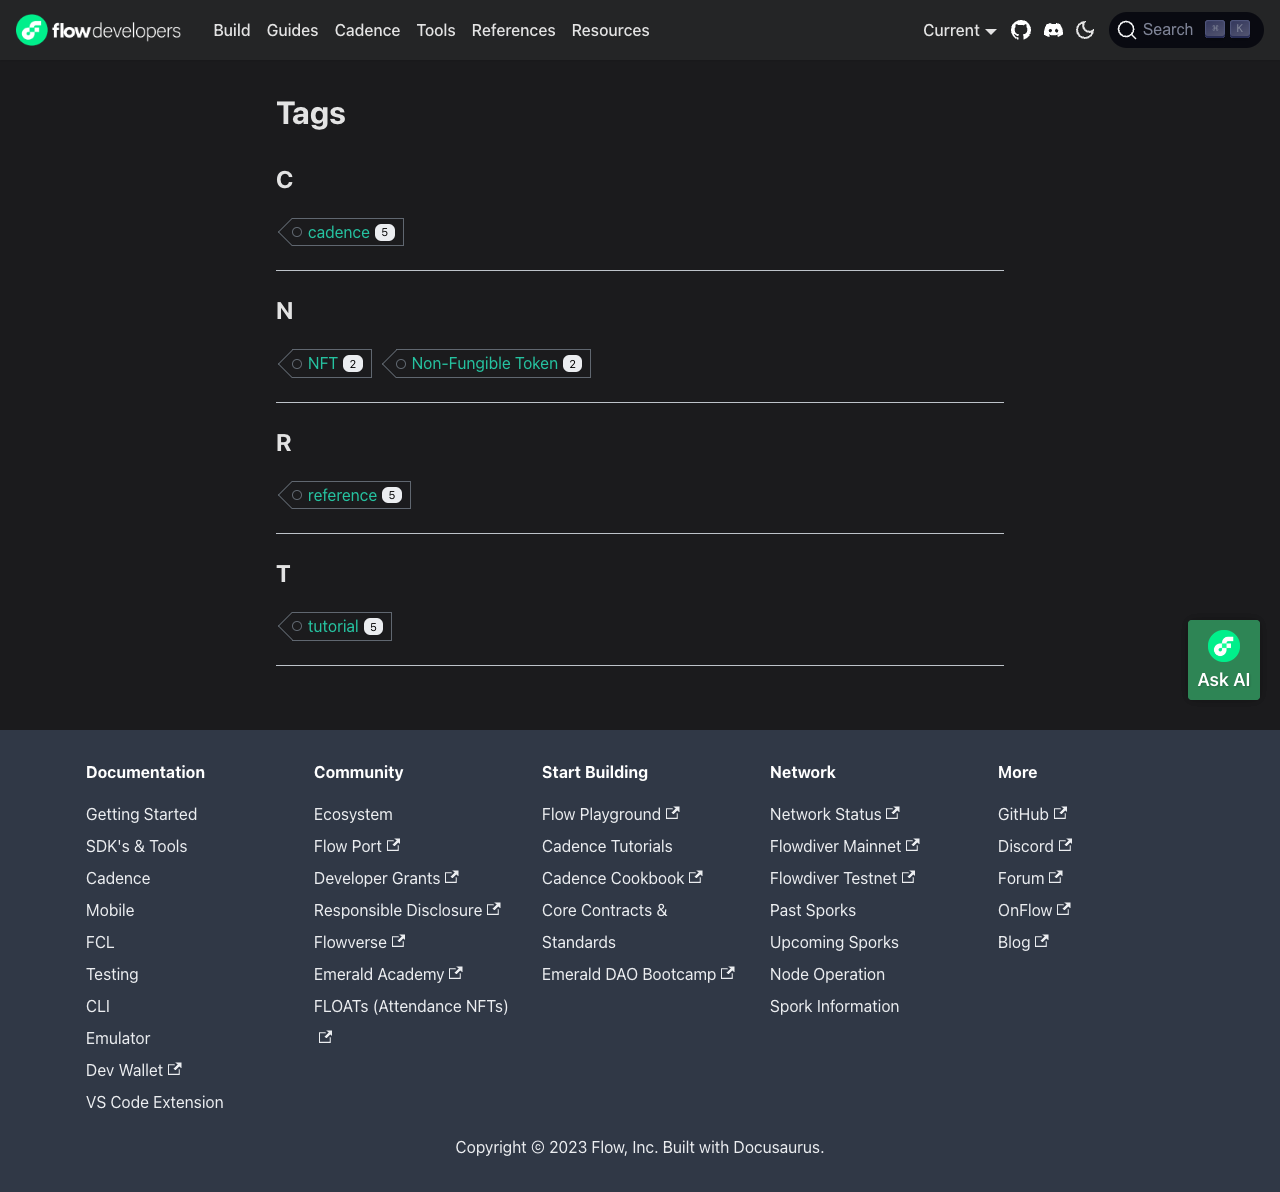 flowdevelopers Build Guides Cadence Tools References Resources Current Search ⌘ K
Tags
C
cadence 5
N
NFT 2 Non-Fungible Token 2
R
reference 5
T
tutorial 5
Ask AI
Documentation
Getting Started
SDK's & Tools
Cadence
Mobile
FCL
Testing
CLI
Emulator
Dev Wallet
VS Code Extension
Community
Ecosystem
Flow Port
Developer Grants
Responsible Disclosure
Flowverse
Emerald Academy
FLOATs (Attendance NFTs)
Start Building
Flow Playground
Cadence Tutorials
Cadence Cookbook
Core Contracts &
Standards
Emerald DAO Bootcamp
Network
Network Status
Flowdiver Mainnet
Flowdiver Testnet
Past Sporks
Upcoming Sporks
Node Operation
Spork Information
More
GitHub
Discord
Forum
OnFlow
Blog
Copyright © 2023 Flow, Inc. Built with Docusaurus.